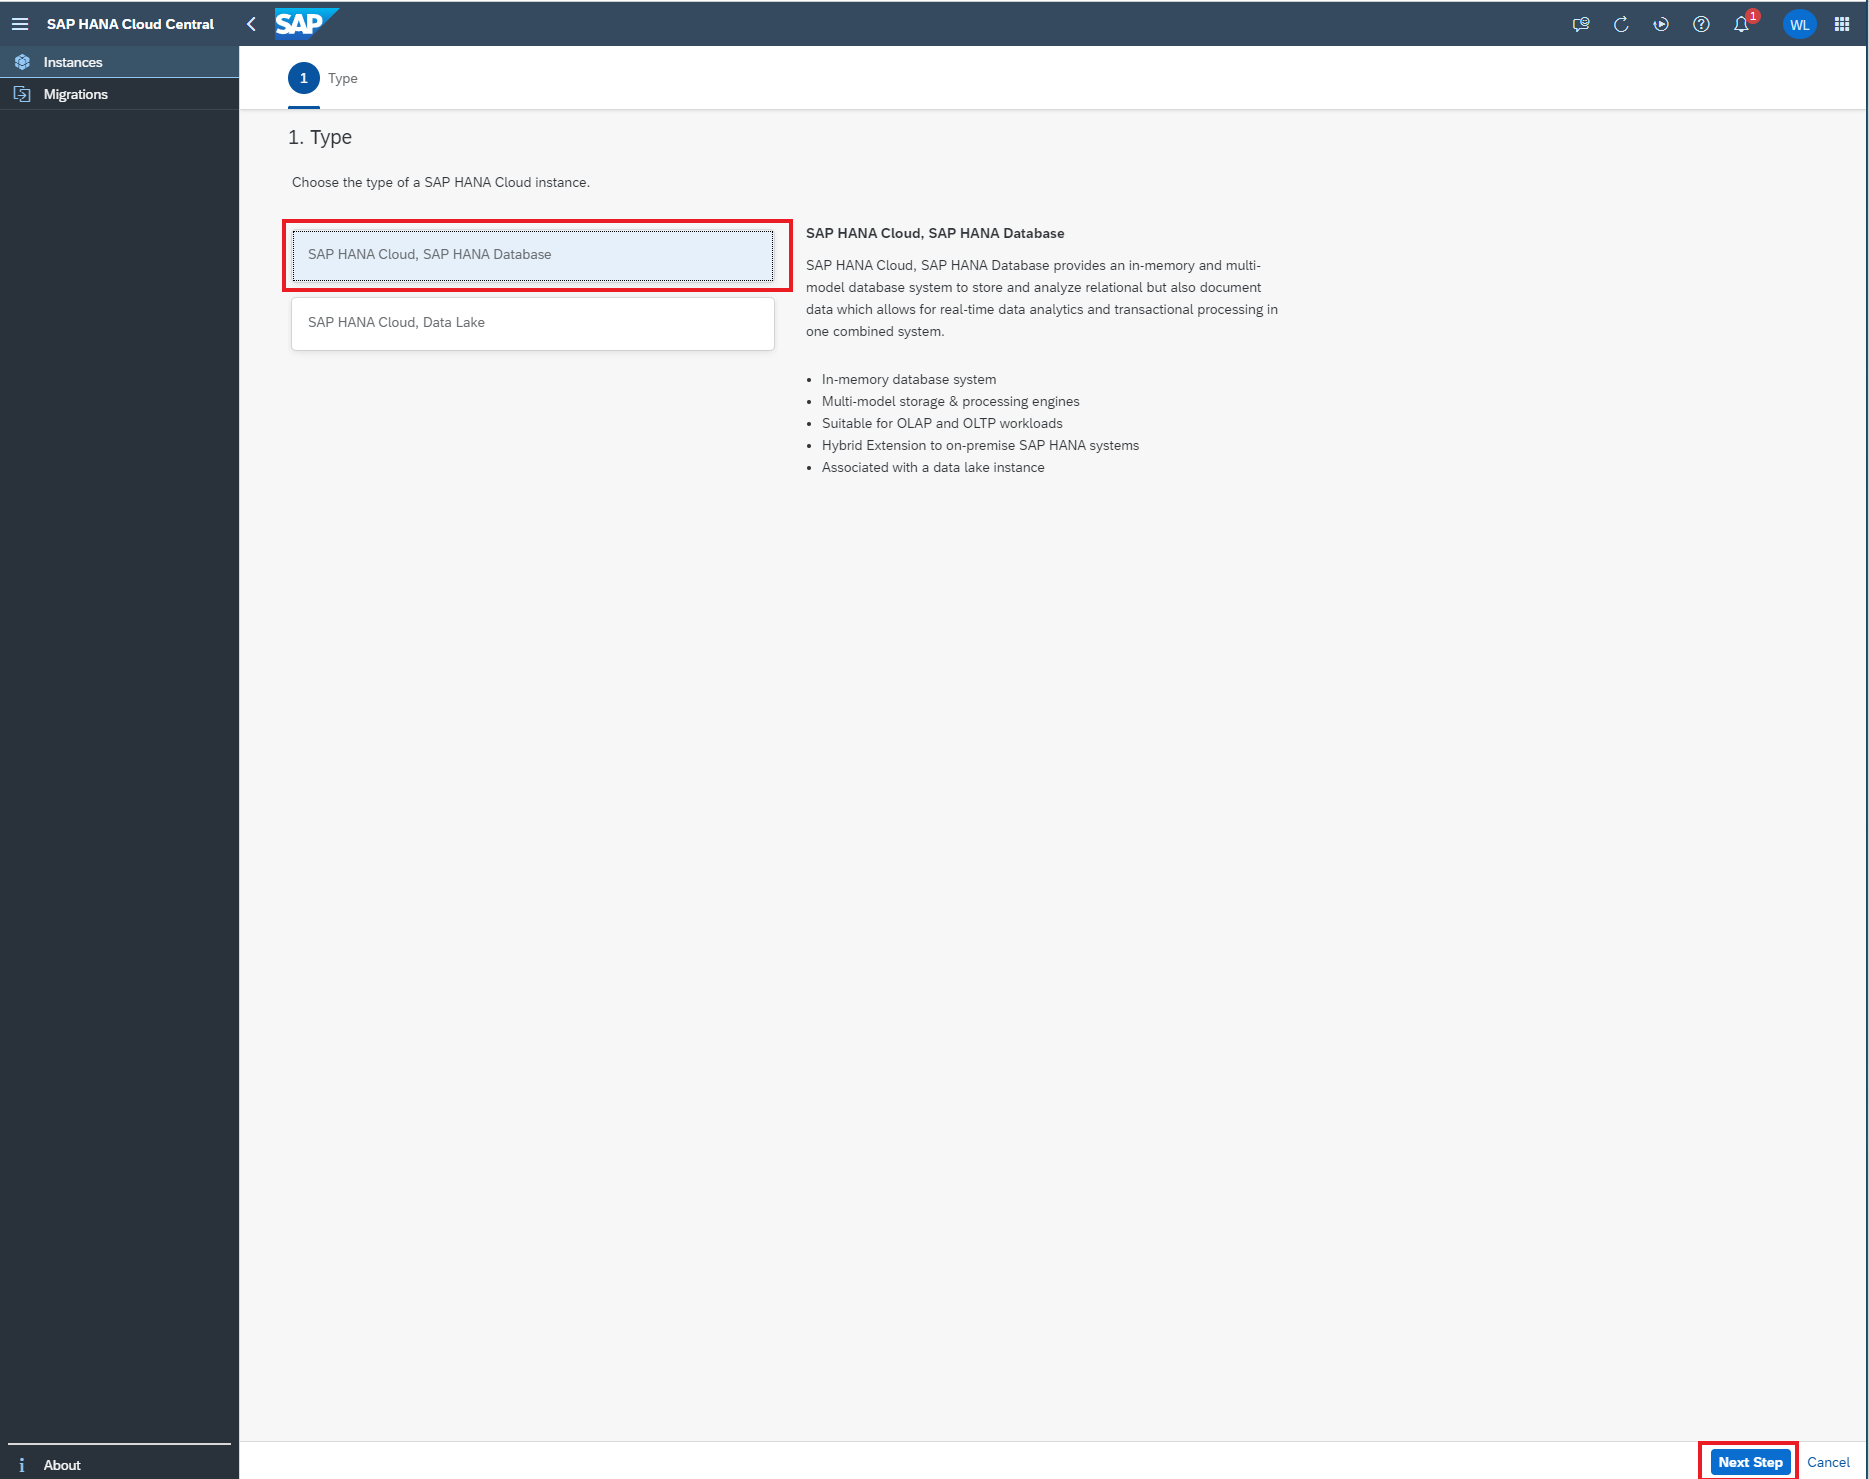 SAP HANA Cloud Central
SAP
1
WL
Instances
Migrations
1 Type
1. Type
Choose the type of a SAP HANA Cloud instance.
SAP HANA Cloud, SAP HANA Database
SAP HANA Cloud, Data Lake
SAP HANA Cloud, SAP HANA Database
SAP HANA Cloud, SAP HANA Database provides an in-memory and multi-
model database system to store and analyze relational but also document
data which allows for real-time data analytics and transactional processing in
one combined system.
• In-memory database system
• Multi-model storage & processing engines
• Suitable for OLAP and OLTP workloads
• Hybrid Extension to on-premise SAP HANA systems
• Associated with a data lake instance
About
Next Step
Cancel